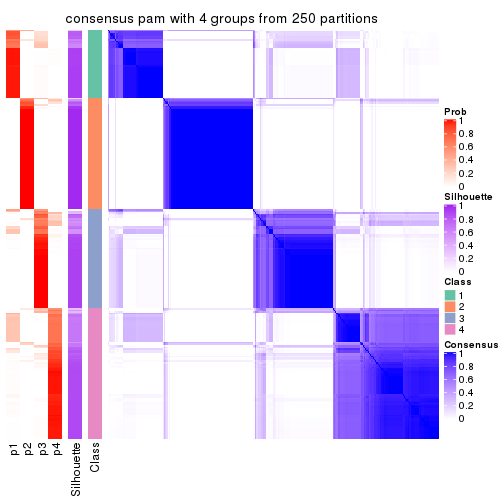 consensus pam with 4 groups from 250 partitions
Prob
1
0.8
0.6
0.4
0.2
0
Silhouette
1
0.8
0.6
0.4
0.2
0
Class
1
2
3
4
Consensus
1
0.8
0.6
0.4
0.2
0
p1
p2
p3
p4
Silhouette
Class